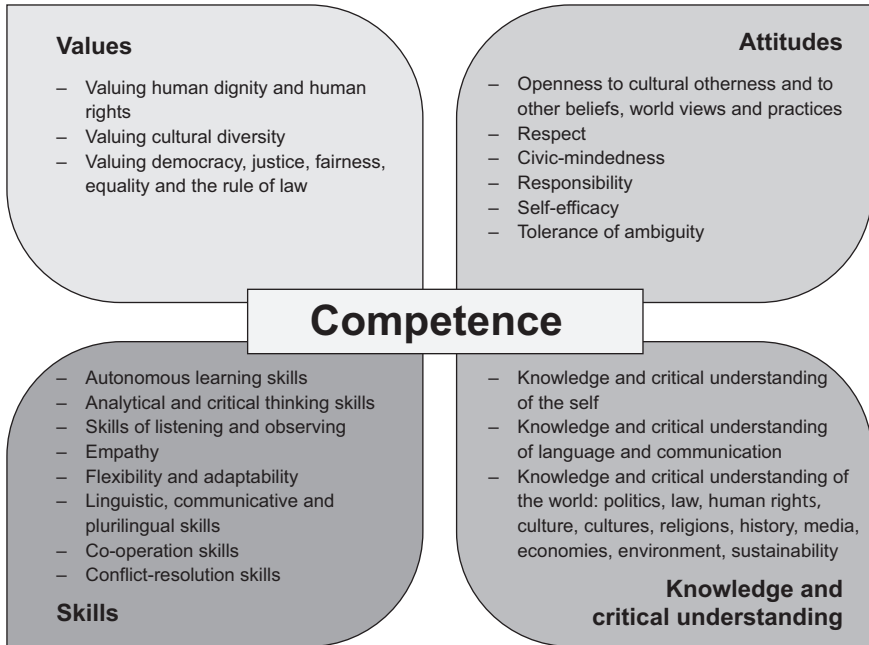 Values
– Valuing human dignity and human
rights
– Valuing cultural diversity
– Valuing democracy, justice, fairness,
equality and the rule of law
Attitudes
– Openness to cultural otherness and to
other beliefs, world views and practices
– Respect
– Civic-mindedness
– Responsibility
– Self-efficacy
– Tolerance of ambiguity
Competence
– Autonomous learning skills
– Analytical and critical thinking skills
– Skills of listening and observing
– Empathy
– Flexibility and adaptability
– Linguistic, communicative and
plurilingual skills
– Co-operation skills
– Conflict-resolution skills
Skills
– Knowledge and critical understanding
of the self
– Knowledge and critical understanding
of language and communication
– Knowledge and critical understanding of
the world: politics, law, human rights,
culture, cultures, religions, history, media,
economies, environment, sustainability
Knowledge and
critical understanding